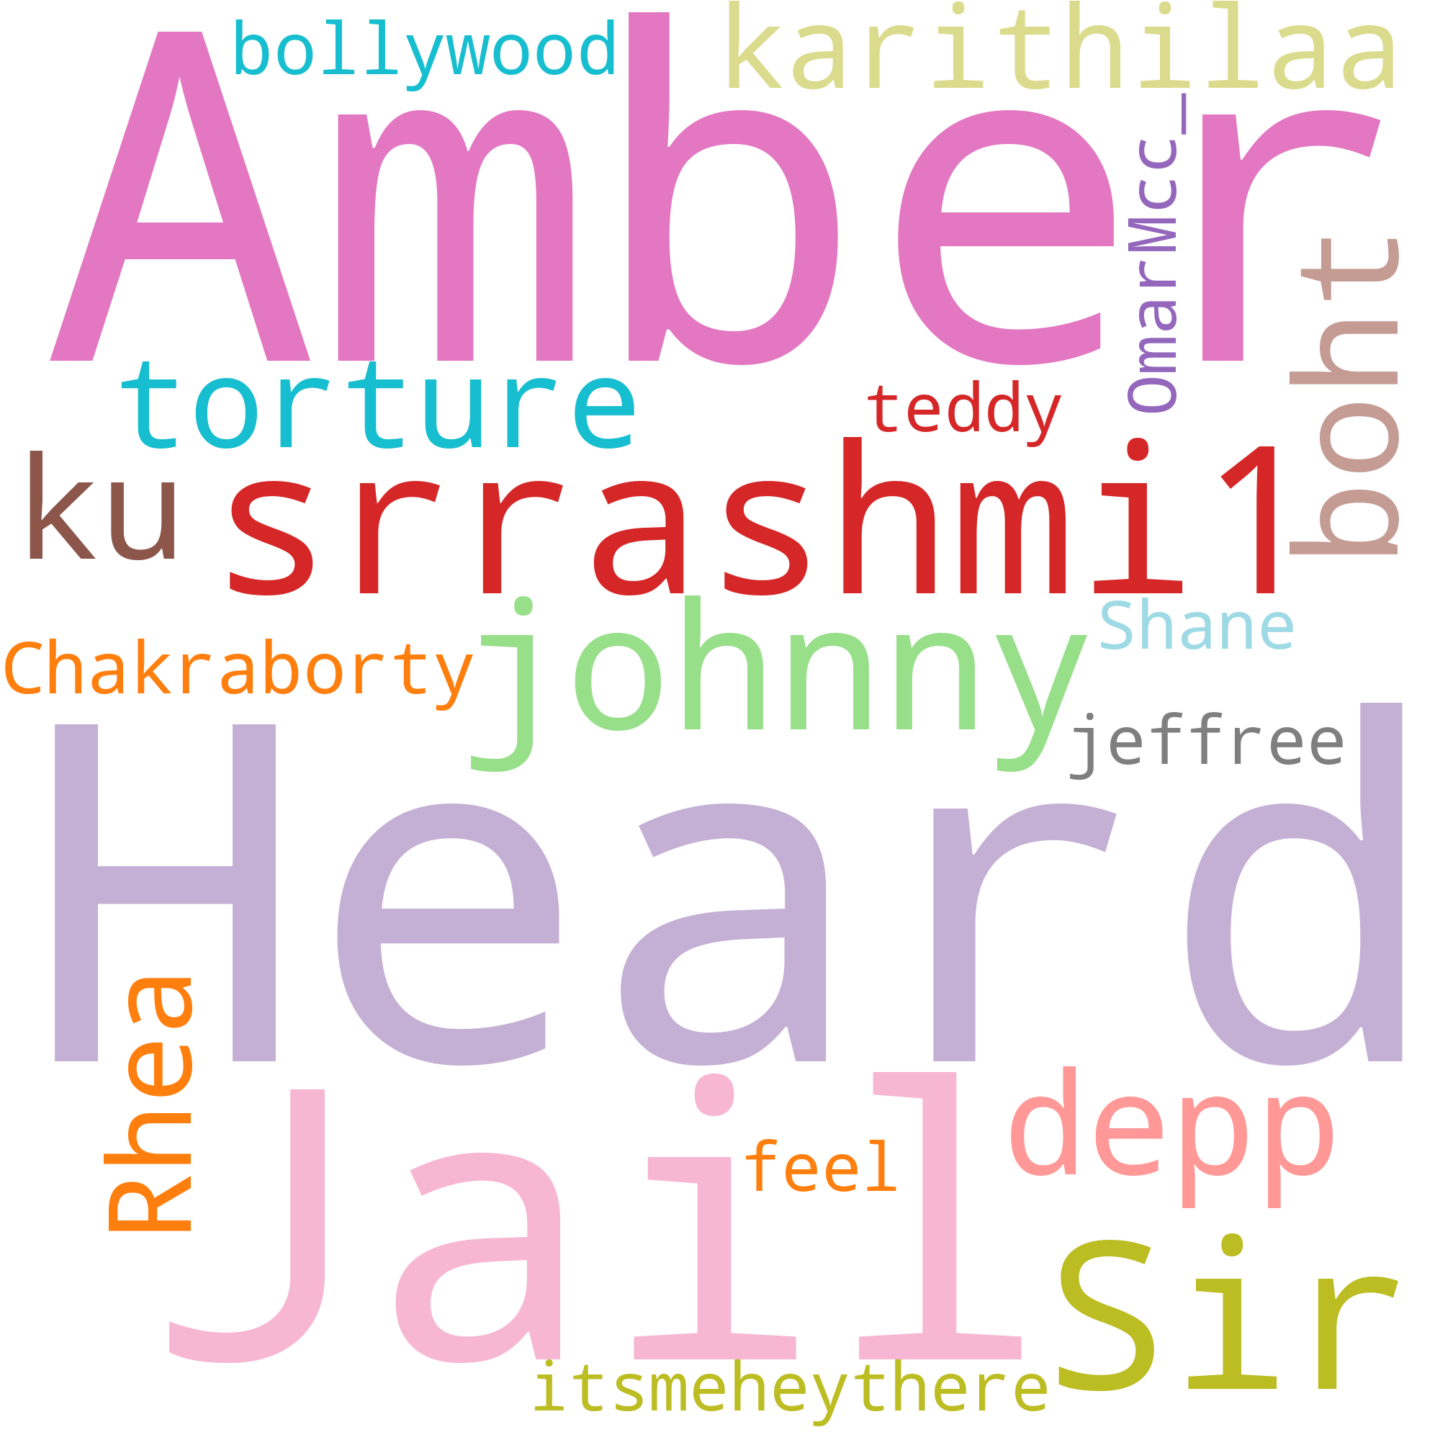 bollywood
karithilaa
Amber
OmarMcc_
boht
torture
teddy
ku
srrashmi1
johnny
Shane
Chakraborty
jeffree
Heard
Rhea
Jail
feel
depp
Sir
itsmeheythere